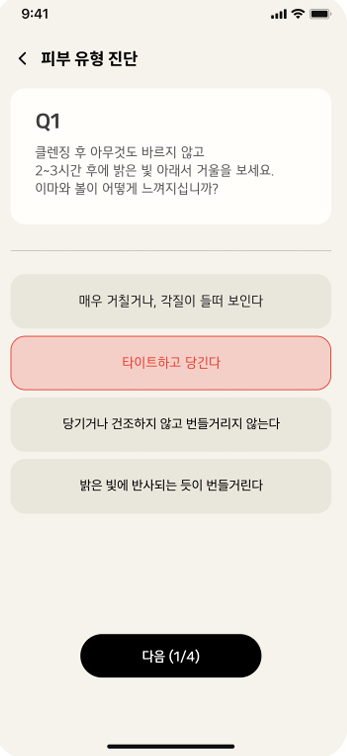 9:41
피부 유형 진단
Q1
클렌징 후 아무것도 바르지 않고
2~3시간 후에 밝은 빛 아래서 거울을 보세요.
이마와 볼이 어떻게 느껴지십니까?
매우 거칠거나, 각질이 들떠 보인다
타이트하고 당긴다
당기거나 건조하지 않고 번들거리지 않는다
밝은 빛에 반사되는 듯이 번들거린다
다음 (1/4)